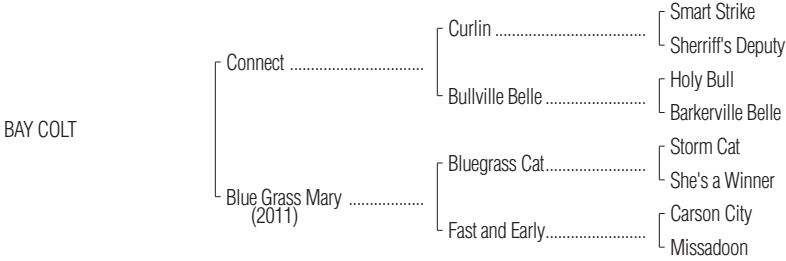 Smart Strike
Curlin ....................................
Sherriff's Deputy
Connect ................................
Holy Bull
Bullville Belle ........................
Barkerville Belle
BAY COLT
Storm Cat
Bluegrass Cat........................
She's a Winner
Blue Grass Mary ..................
(2011)
Carson City
Fast and Early........................
Missadoon